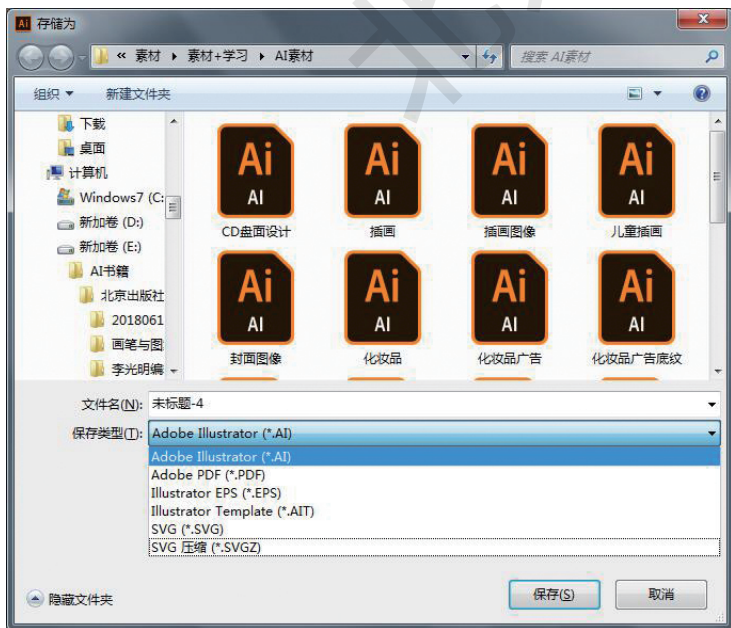 Ai 存储为
« 素材 ▸ 素材+学习 ▸ AI素材
搜索 AI素材
组织 新建文件夹
下载
桌面
计算机
Windows7 (C:
新加卷 (D:)
新加卷 (E:)
AI书籍
北京出版社
2018061
画笔与图
李光明编
Ai AI
Ai AI
Ai AI
Ai AI
CD盘面设计 插画 插画图像 儿童插画
Ai AI
Ai AI
Ai AI
Ai AI
封面图像 化妆品 化妆品广告 化妆品广告底纹
文件名(N): 未标题-4
保存类型(T): Adobe Illustrator (*.AI)
Adobe Illustrator (*.AI)
Adobe PDF (*.PDF)
Illustrator EPS (*.EPS)
Illustrator Template (*.AIT)
SVG (*.SVG)
SVG 压缩 (*.SVGZ)
隐藏文件夹 保存(S) 取消